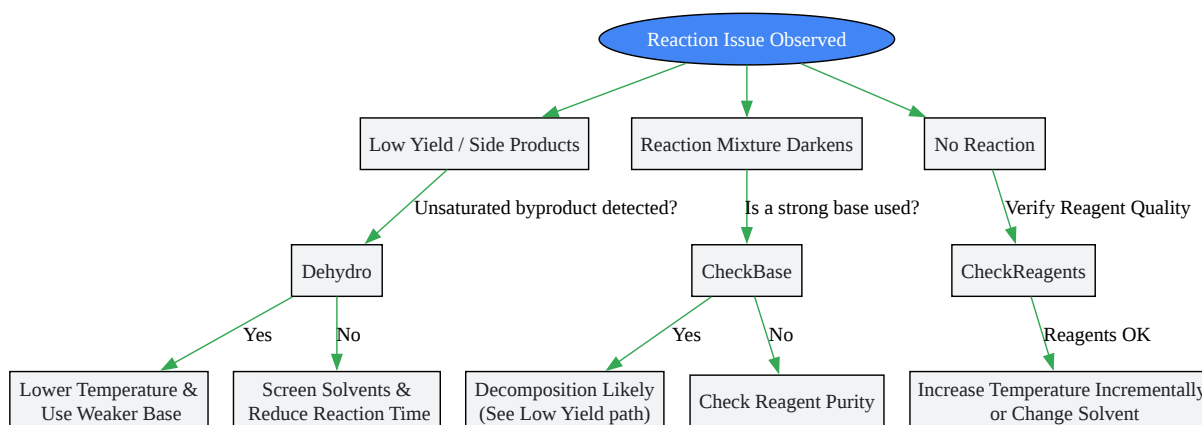 Reaction Issue Observed
Low Yield / Side Products
Reaction Mixture Darkens
No Reaction
Unsaturated byproduct detected?
Is a strong base used?
Verify Reagent Quality
Dehydro
CheckBase
CheckReagents
Yes
No
Yes
No
Reagents OK
Lower Temperature &
Use Weaker Base
Screen Solvents &
Reduce Reaction Time
Decomposition Likely
(See Low Yield path)
Check Reagent Purity
Increase Temperature Incrementally
or Change Solvent